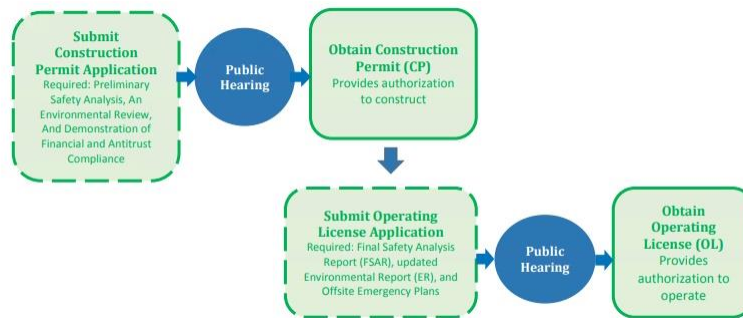 Submit
Construction
Permit Application
Required: Preliminary
Safety Analysis, An
Environmental Review,
And Demonstration of
Financial and Antitrust
Compliance
Public
Hearing
Obtain Construction
Permit (CP)
Provides authorization
to construct
Submit Operating
License Application
Required: Final Safety Analysis
Report (FSAR), updated
Environmental Report (ER), and
Offsite Emergency Plans
Public
Hearing
Obtain
Operating
License (OL)
Provides
authorization to
operate